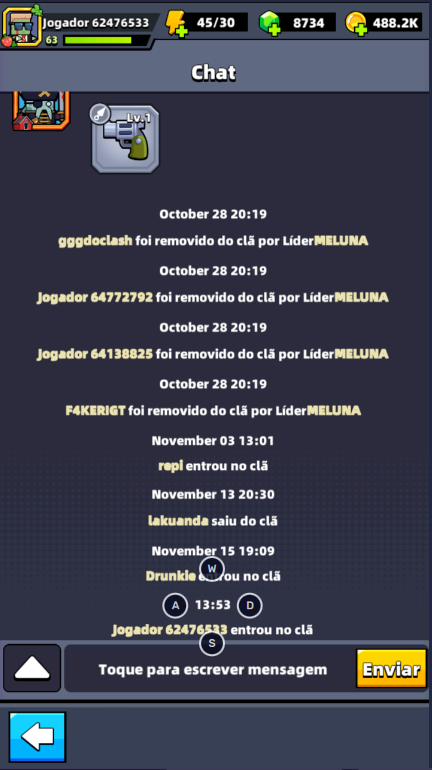 Jogador 62476533
63
45/30
8734
488.2K
Chat
Lv.1
October 28 20:19
gggdoclash foi removido do clã por LíderMELUNA
October 28 20:19
Jogador 64772792 foi removido do clã por LíderMELUNA
October 28 20:19
Jogador 64138825 foi removido do clã por LíderMELUNA
October 28 20:19
F4KERIGT foi removido do clã por LíderMELUNA
November 03 13:01
repi entrou no clã
November 13 20:30
lakuanda saiu do clã
November 15 19:09
W
Drunkie entrou no clã
A 13:53 D
Jogador 62476533 entrou no clã
S
Toque para escrever mensagem
Enviar